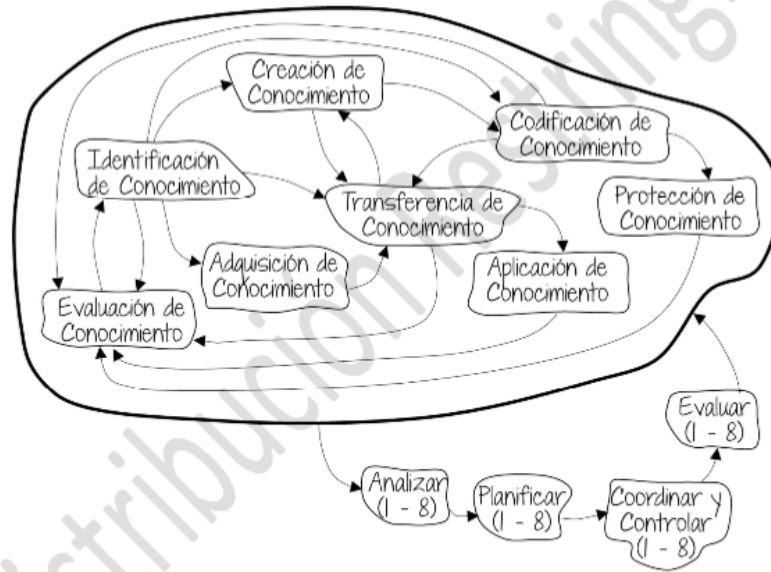 Creación de
Conocimiento
Codificación de
Conocimiento
Identificación
de Conocimiento
Transferencia de
Conocimiento
Protección de
Conocimiento
Adquisición de
Conocimiento
Aplicación de
Conocimiento
Evaluación de
Conocimiento
Evaluar
(1 - 8)
Analizar
(1 - 8)
Planificar
(1 - 8)
Coordinar y
Controlar
(1 - 8)